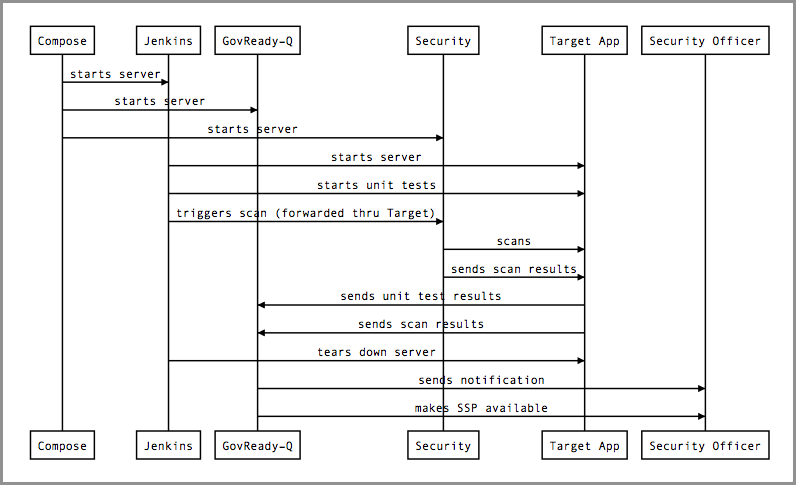 Compose Jenkins GovReady-Q Security Target App Security Officer
starts server
starts server
starts server
starts server
starts unit tests
triggers scan (forwarded thru Target)
scans
sends scan results
sends unit test results
sends scan results
tears down server
sends notification
makes SSP available
Compose Jenkins GovReady-Q Security Target App Security Officer